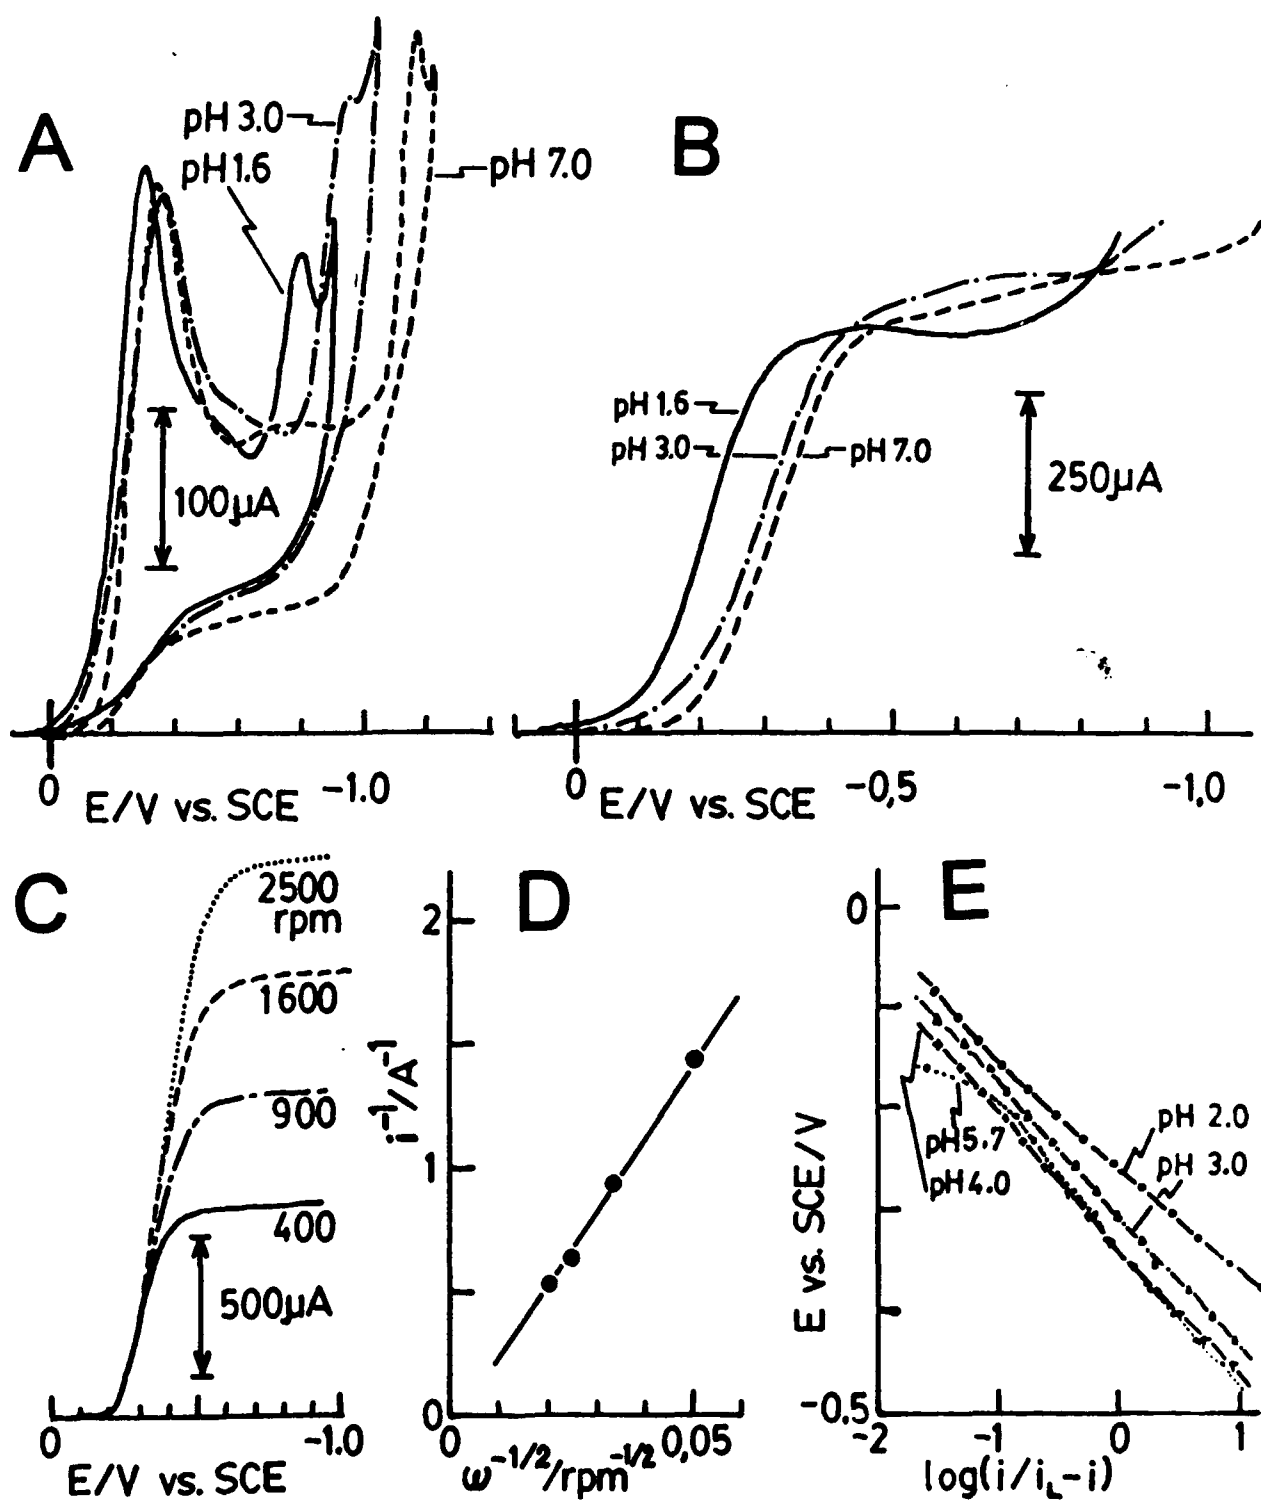 A
pH 3.0
pH 1.6
pH 7.0
100µA
0
-1.0
E/V vs. SCE
B
pH 1.6
pH 3.0
pH 7.0
250µA
0
-0,5
-1,0
E/V vs. SCE
C
2500
rpm
1600
900
400
500µA
0
-1.0
E/V vs. SCE
D
2
1
0
i⁻¹/A⁻¹
0
0,05
ω⁻¹/²/rpm⁻¹/²
E
0
-0,5
E vs. SCE/V
pH 2.0
pH 3.0
pH 5.7
pH 4.0
-2
-1
0
1
log(i/i_L-i)